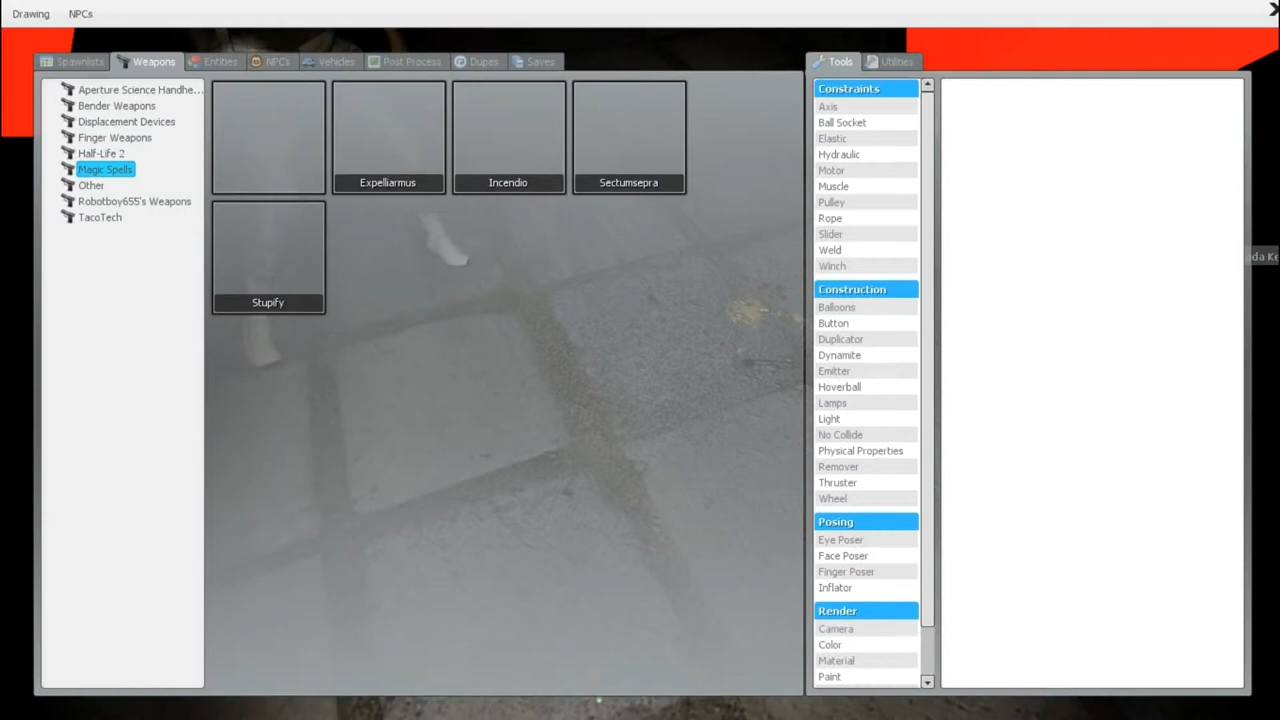 Drawing NPCs
Spawnlists Weapons Entities NPCs Vehicles Post Process Dupes Saves
Tools Utilities
Aperture Science Handhe...
Bender Weapons
Displacement Devices
Finger Weapons
Half-Life 2
Magic Spells
Other
Robotboy655's Weapons
TacoTech
Expelliarmus
Incendio
Sectumsepra
Stupify
Constraints
Axis
Ball Socket
Elastic
Hydraulic
Motor
Muscle
Pulley
Rope
Slider
Weld
Winch
Construction
Balloons
Button
Duplicator
Dynamite
Emitter
Hoverball
Lamps
Light
No Collide
Physical Properties
Remover
Thruster
Wheel
Posing
Eye Poser
Face Poser
Finger Poser
Inflator
Render
Camera
Color
Material
Paint